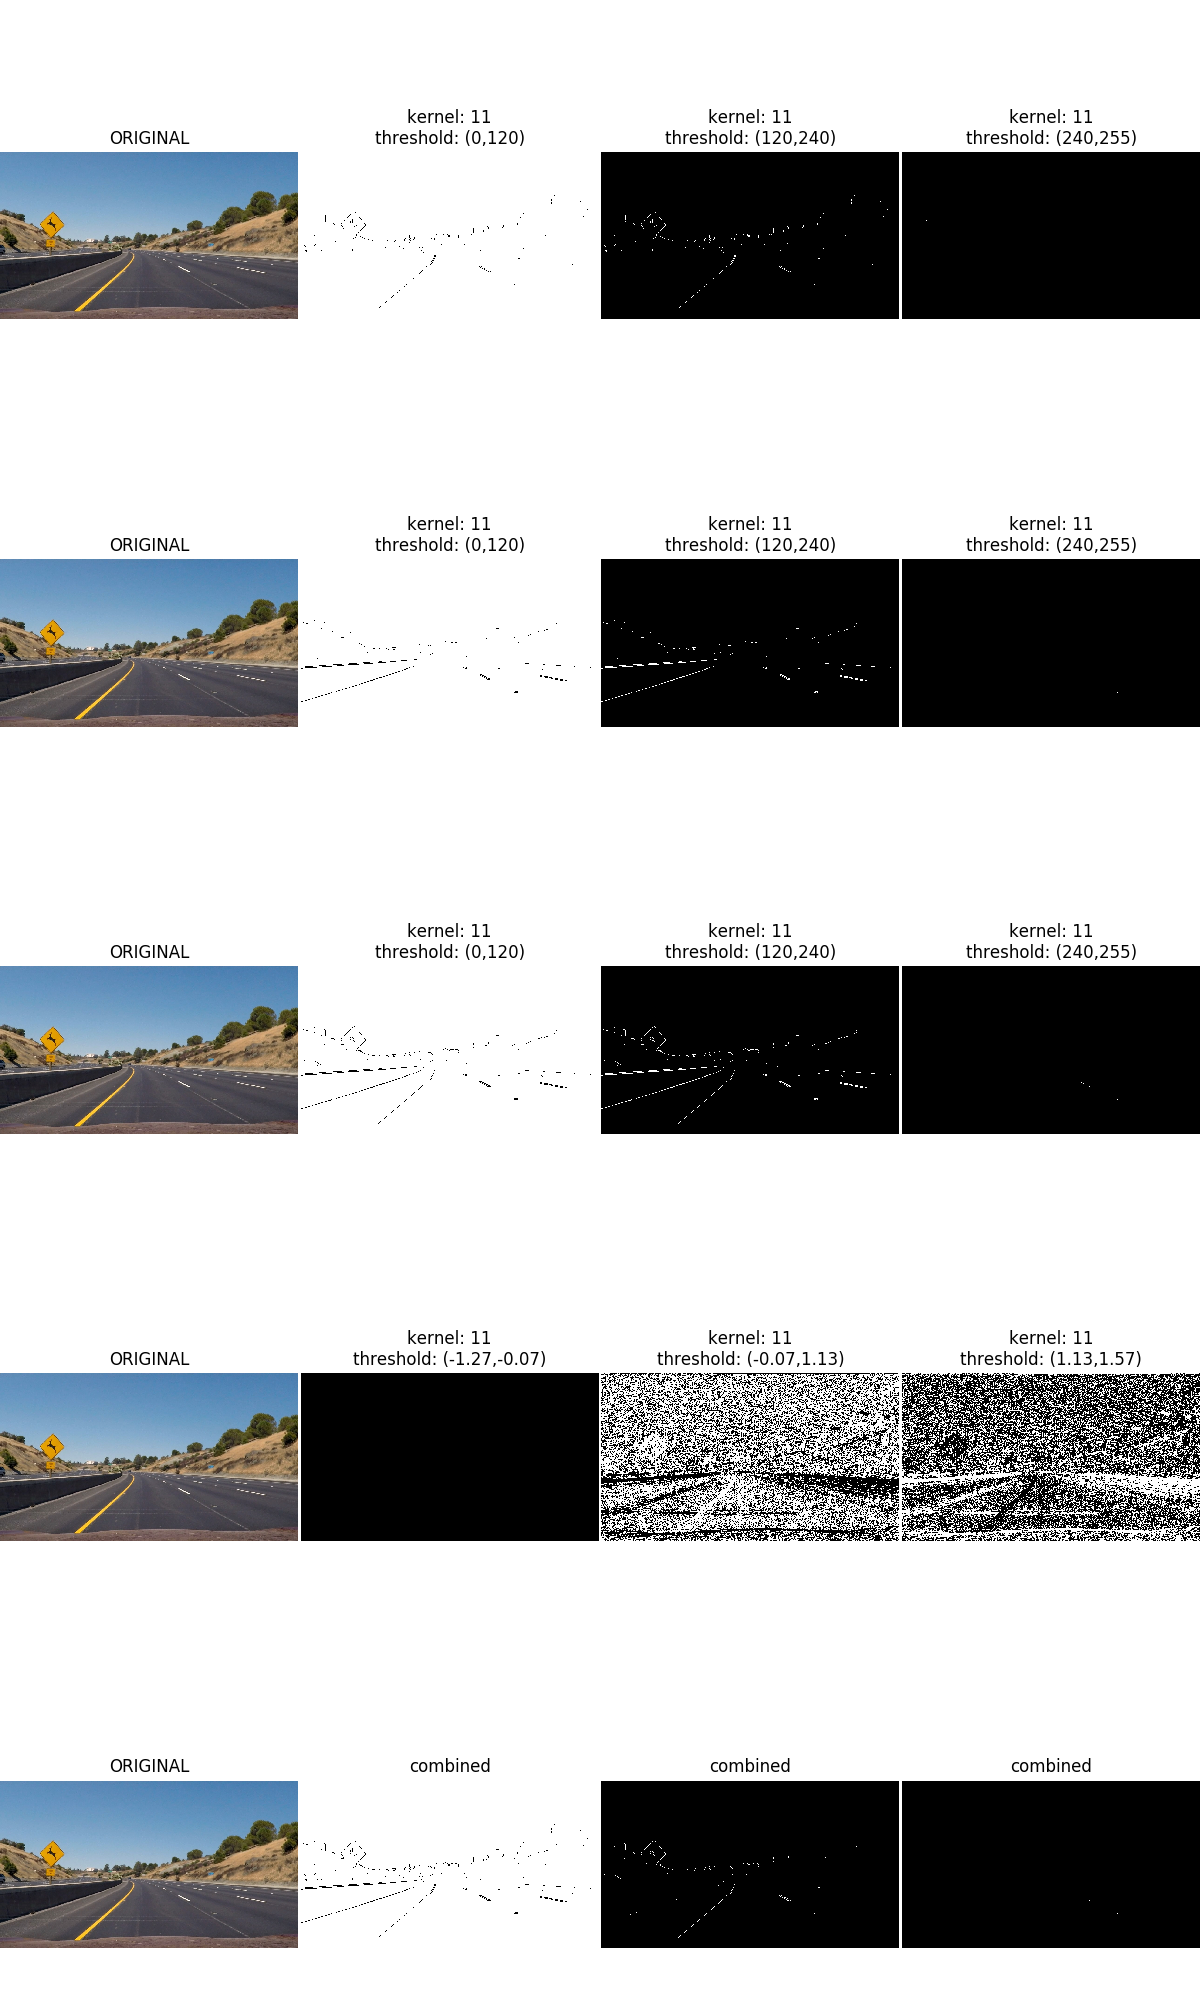 kernel: 11
kernel: 11
kernel: 11
ORIGINAL
threshold: (0,120)
threshold: (120,240)
threshold: (240,255)
kernel: 11
kernel: 11
kernel: 11
ORIGINAL
threshold: (0,120)
threshold: (120,240)
threshold: (240,255)
kernel: 11
kernel: 11
kernel: 11
ORIGINAL
threshold: (0,120)
threshold: (120,240)
threshold: (240,255)
kernel: 11
kernel: 11
kernel: 11
ORIGINAL
threshold: (-1.27,-0.07)
threshold: (-0.07,1.13)
threshold: (1.13,1.57)
ORIGINAL
combined
combined
combined